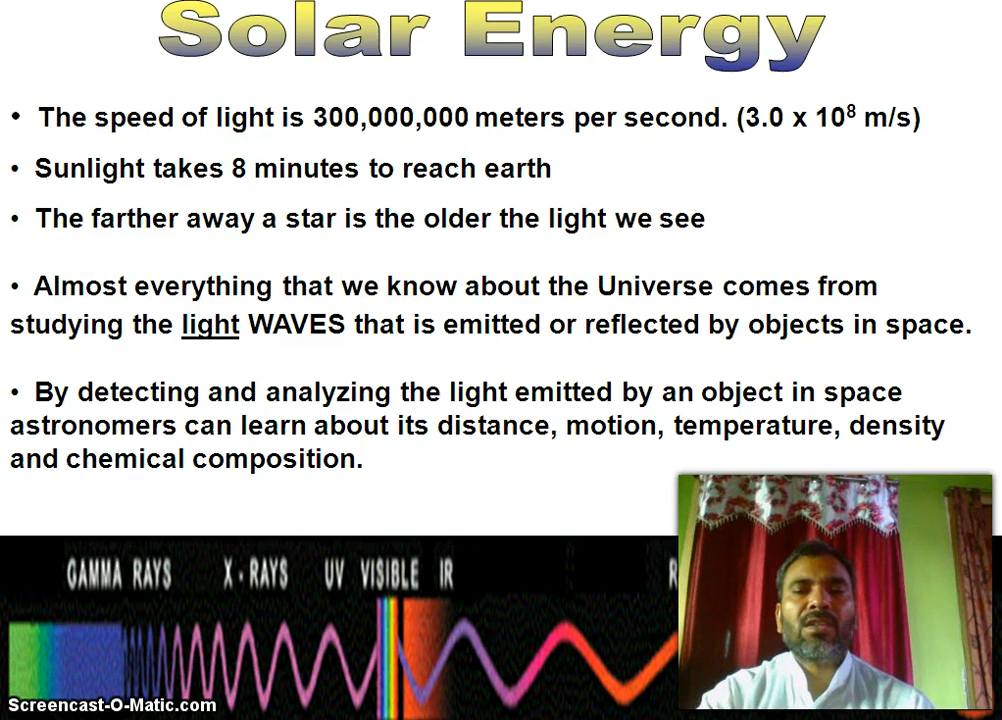 Solar Energy
• The speed of light is 300,000,000 meters per second. (3.0 x 10⁸ m/s)
• Sunlight takes 8 minutes to reach earth
• The farther away a star is the older the light we see
• Almost everything that we know about the Universe comes from
studying the light WAVES that is emitted or reflected by objects in space.
• By detecting and analyzing the light emitted by an object in space
astronomers can learn about its distance, motion, temperature, density
and chemical composition.
GAMMA RAYS X-RAYS UV VISIBLE IR
Screencast-O-Matic.com